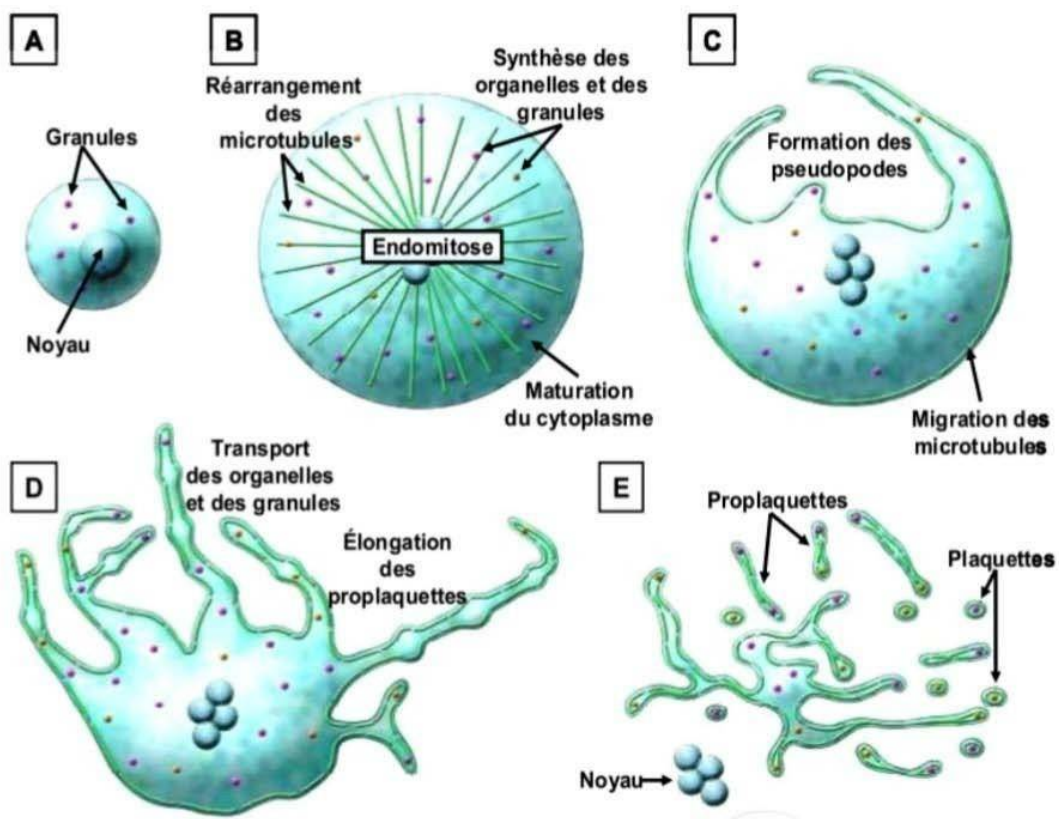 A
Granules
Noyau
B
Réarrangement
des
microtubules
Synthèse des
organelles et des
granules
Endomitose
Maturation
du cytoplasme
C
Formation des
pseudopodes
Migration des
microtubules
D
Transport
des organelles
et des granules
Élongation
des
proplaquettes
E
Proplaquettes
Plaquettes
Noyau